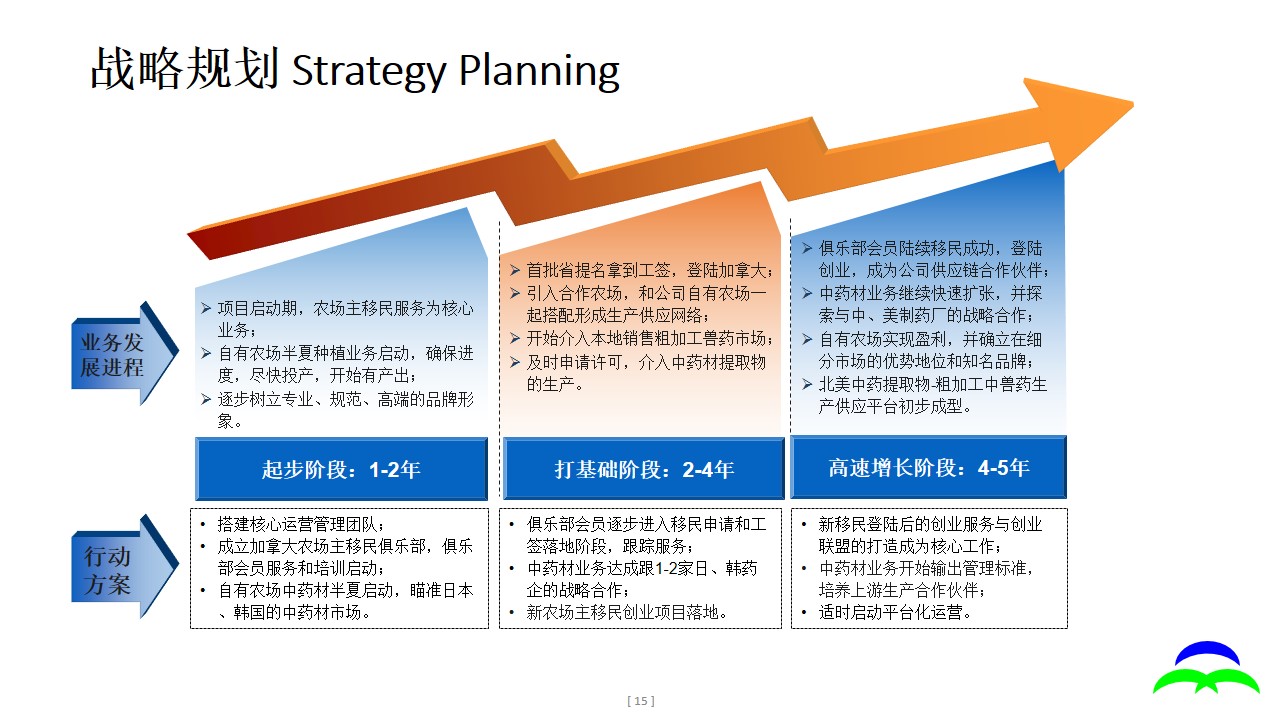 战略规划 Strategy Planning
业务发
展进程
项目启动期，农场主移民服务为核心
业务；
自有农场半夏种植业务启动，确保进
度，尽快投产，开始有产出；
逐步树立专业、规范、高端的品牌形
象。
首批省提名拿到工签，登陆加拿大；
引入合作农场，和公司自有农场一
起搭配形成生产供应网络；
开始介入本地销售粗加工兽药市场；
及时申请许可，介入中药材提取物
的生产。
俱乐部会员陆续移民成功，登陆
创业，成为公司供应链合作伙伴；
中药材业务继续快速扩张，并探
索与中、美制药厂的战略合作；
自有农场实现盈利，并确立在细
分市场的优势地位和知名品牌；
北美中药提取物-粗加工中兽药生
产供应平台初步成型。
起步阶段：1-2年
打基础阶段：2-4年
高速增长阶段：4-5年
行动
方案
• 搭建核心运营管理团队；
• 成立加拿大农场主移民俱乐部，俱乐
部会员服务和培训启动；
• 自有农场中药材半夏启动，瞄准日本
、韩国的中药材市场。
• 俱乐部会员逐步进入移民申请和工
签落地阶段，跟踪服务；
• 中药材业务达成跟1-2家日、韩药
企的战略合作；
• 新农场主移民创业项目落地。
• 新移民登陆后的创业服务与创业
联盟的打造成为核心工作；
• 中药材业务开始输出管理标准，
培养上游生产合作伙伴；
• 适时启动平台化运营。
[ 15 ]